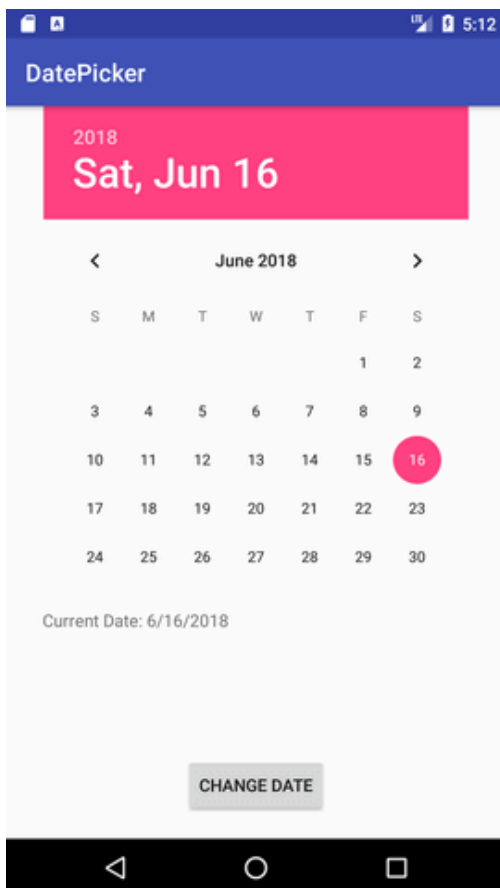 A LTE 5:12
DatePicker
2018
Sat, Jun 16
June 2018
S M T W T F S
1 2
3 4 5 6 7 8 9
10 11 12 13 14 15 16
17 18 19 20 21 22 23
24 25 26 27 28 29 30
Current Date: 6/16/2018
CHANGE DATE